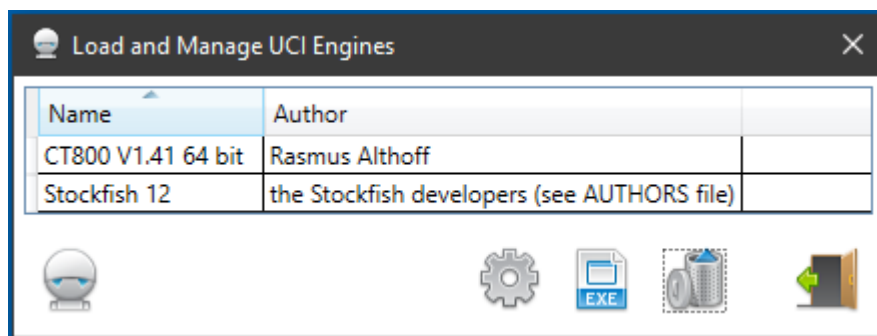 Load and Manage UCI Engines
Name Author
CT800 V1.41 64 bit Rasmus Althoff
Stockfish 12 the Stockfish developers (see AUTHORS file)
EXE